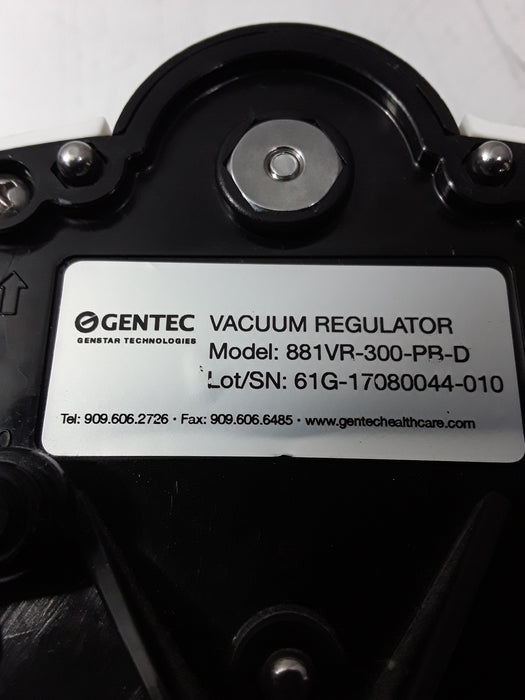 GENTEC
GENSTAR TECHNOLOGIES
VACUUM REGULATOR
Model: 881VR-300-PB-D
Lot/SN: 61G-17080044-010
Tel: 909.606.2726 · Fax: 909.606.6485 · www.gentechealthcare.com